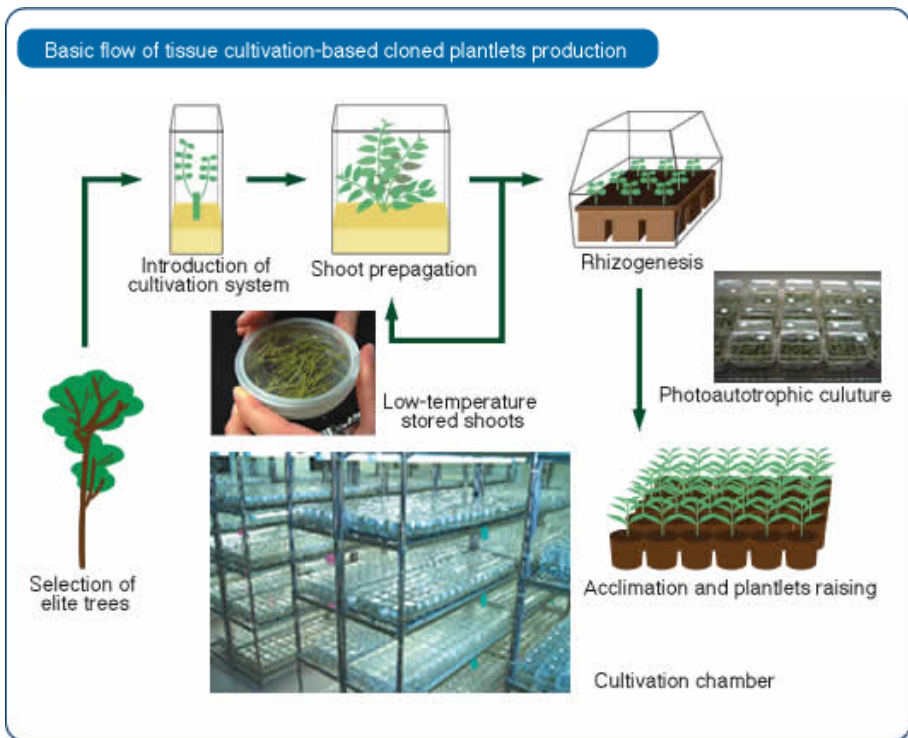 Basic flow of tissue cultivation-based cloned plantlets production
Introduction of
cultivation system
Shoot prepagation
Rhizogenesis
Low-temperature
stored shoots
Photoautotrophic culuture
Selection of
elite trees
Acclimation and plantlets raising
Cultivation chamber